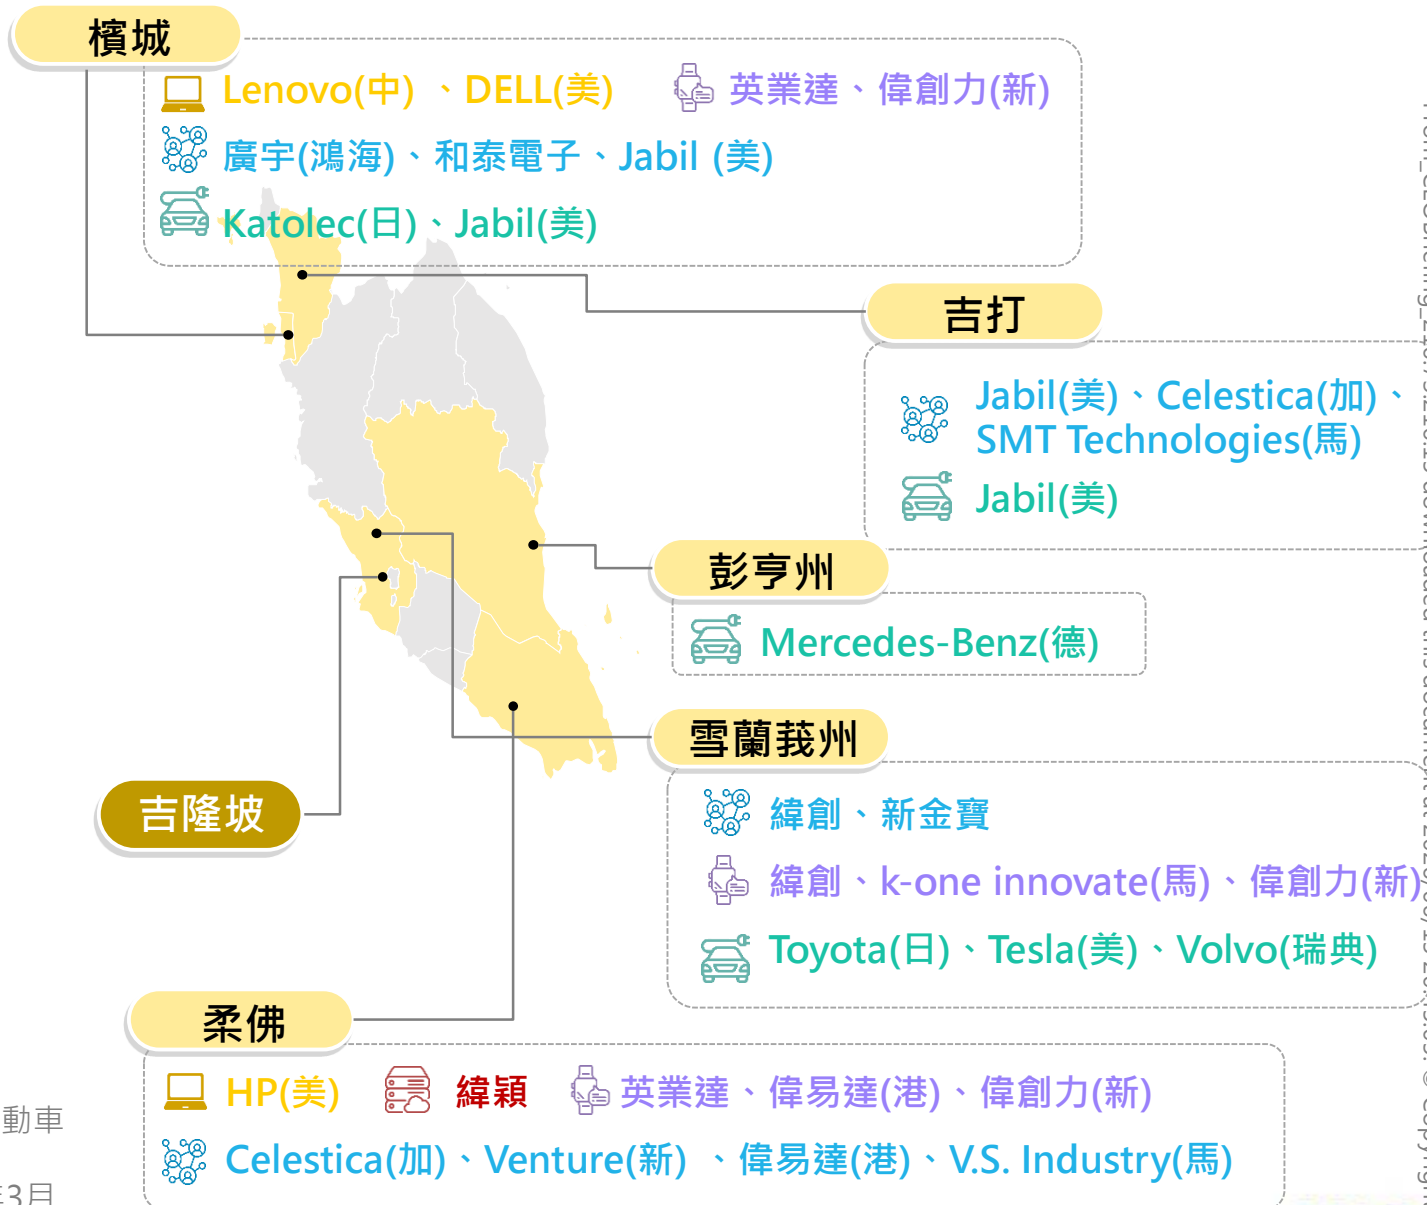 檳城
Lenovo(中) 、DELL(美)
英業達、偉創力(新)
廣宇(鴻海)、和泰電子、Jabil (美)
Katolec(日)、Jabil(美)
吉打
Jabil(美)、Celestica(加)、
SMT Technologies(馬)
Jabil(美)
彭亨州
Mercedes-Benz(德)
雪蘭莪州
緯創、新金寶
緯創、k-one innovate(馬)、偉創力(新)
Toyota(日)、Tesla(美)、Volvo(瑞典)
吉隆坡
柔佛
HP(美)
緯穎
英業達、偉易達(港)、偉創力(新)
Celestica(加)、Venture(新) 、偉易達(港)、V.S. Industry(馬)
動車
3月